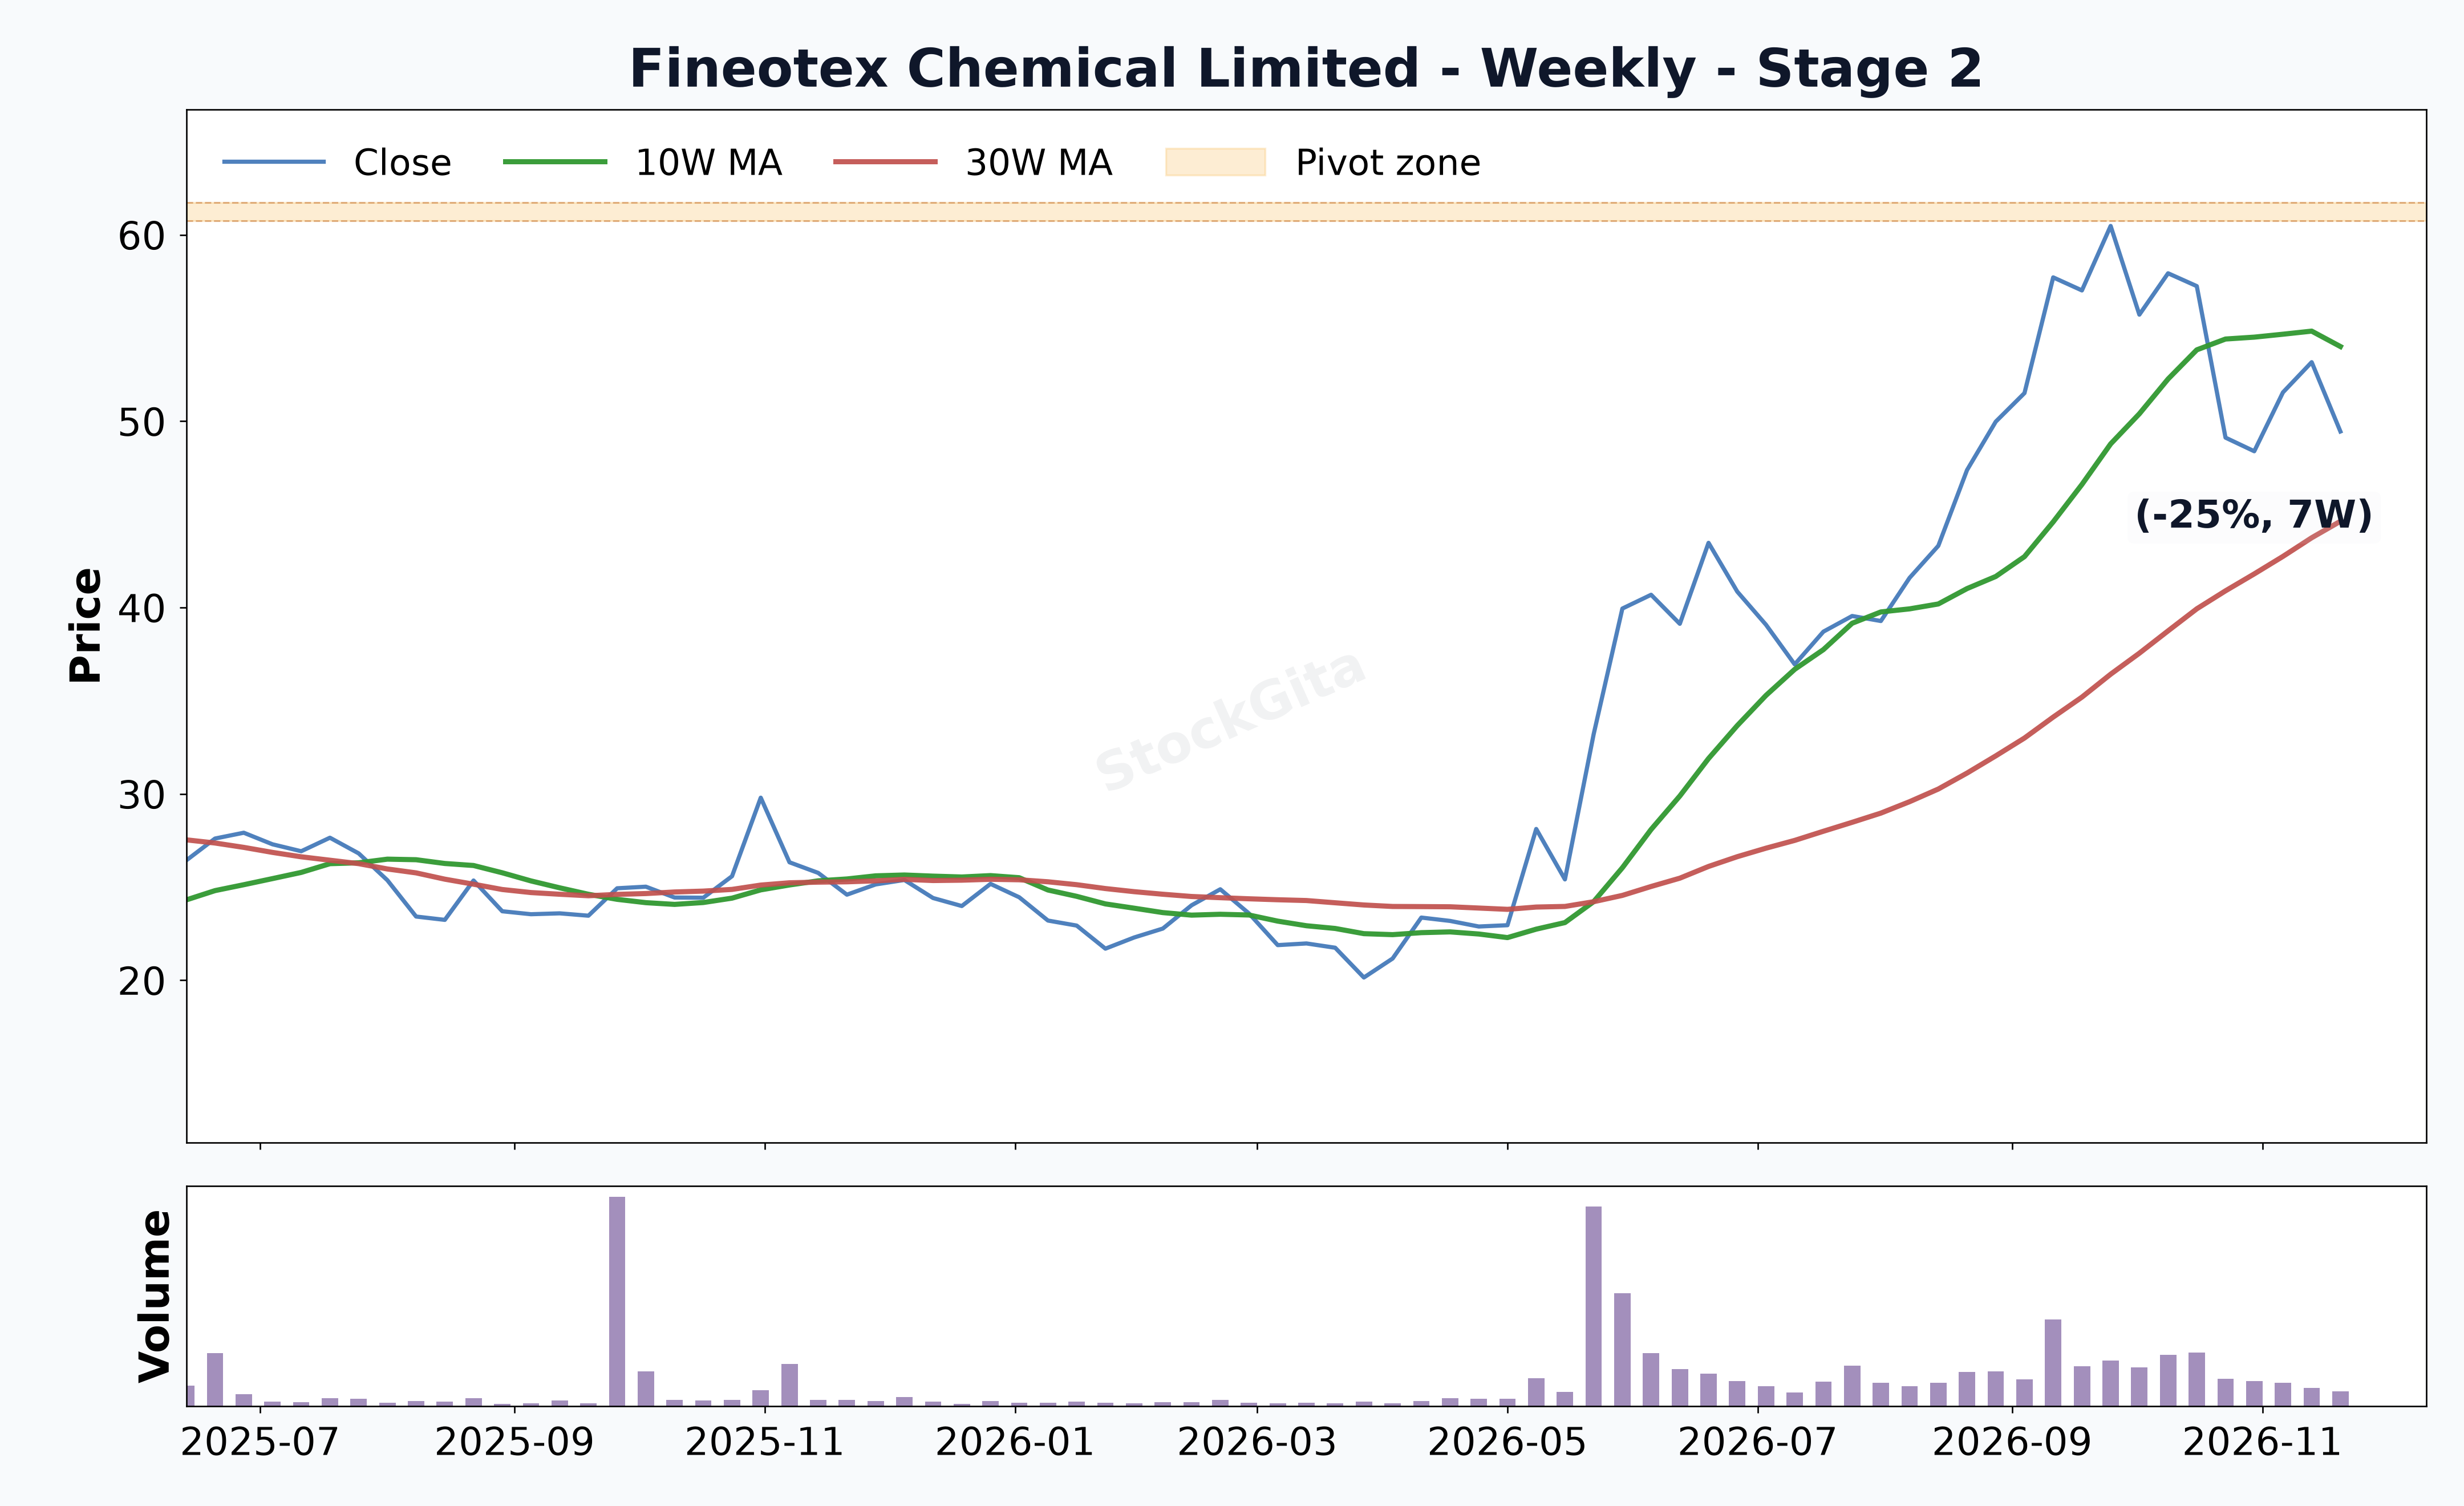 Fineotex Chemical Limited - Weekly - Stage 2
Close 10W MA 30W MA Pivot zone
60
50
40
30
20
Price
(-25%, 7W)
StockGita
Volume
2025-07 2025-09 2025-11 2026-01 2026-03 2026-05 2026-07 2026-09 2026-11